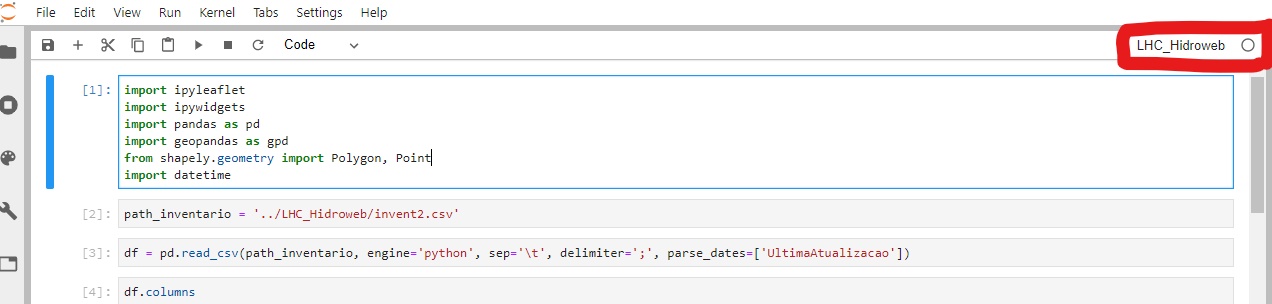 File Edit View Run Kernel Tabs Settings Help
Code LHC_Hidroweb
[1]: import ipyleaflet
import ipywidgets
import pandas as pd
import geopandas as gpd
from shapely.geometry import Polygon, Point
import datetime
[2]: path_inventario = '../LHC_Hidroweb/invent2.csv'
[3]: df = pd.read_csv(path_inventario, engine='python', sep='\t', delimiter=';', parse_dates=['UltimaAtualizacao'])
[4]: df.columns